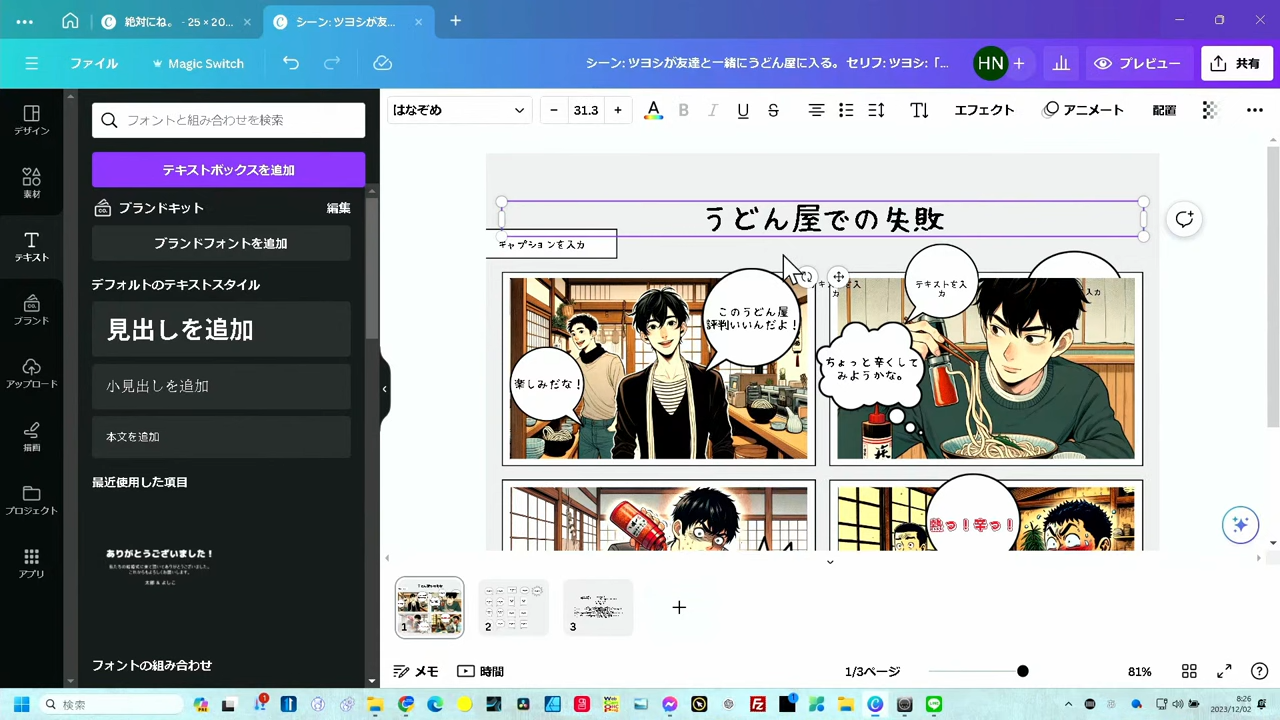 絶対にね。 - 25 × 20...
シーン: ツヨシが友...
ファイル
Magic Switch
シーン: ツヨシが友達と一緒にうどん屋に入る。 セリフ: ツヨシ:「...
HN
プレビュー
共有
はなぞめ
31.3
A
B
I
U
S
エフェクト
アニメート
配置
デザイン
素材
テキスト
ブランド
アップロード
描画
プロジェクト
アプリ
フォントと組み合わせを検索
テキストボックスを追加
ブランドキット
編集
ブランドフォントを追加
デフォルトのテキストスタイル
見出しを追加
小見出しを追加
本文を追加
最近使用した項目
ありがとうございました!
太郎 & よしこ
フォントの組み合わせ
うどん屋での失敗
キャプションを入力
このうどん屋
評判いいんだよ!
楽しみだな!
テキストを入
力
ちょっと辛くして
みようかな。
熱っ!辛っ!
1
2
3
メモ
時間
1/3ページ
81%
検索
8:26
2023/12/02